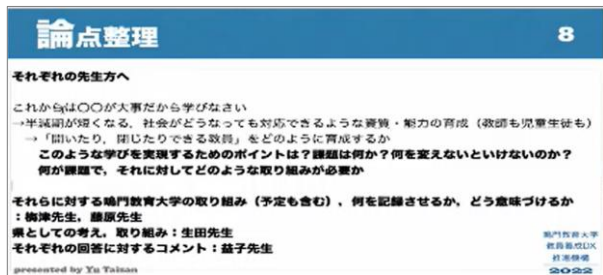 論点整理
8
それぞれの先生方へ
これからは〇〇が大事だから学びなさい
→半減期が短くなる，社会がどうなっても対応できるような資質・能力の育成（教師も児童生徒も）
→「開いたり，閉じたりできる教員」をどのように育成するか
このような学びを実現するためのポイントは？課題は何か？何を変えないといけないのか？
何が課題で，それに対してどのような取り組みが必要か
それらに対する鳴門教育大学の取り組み（予定も含む），何を記録させるか，どう意味づけるか
：梅津先生，藤原先生
県としての考え，取り組み：生田先生
それぞれの回答に対するコメント：益子先生
presented by Yu Taisan
鳴門教育大学
教員養成DX
推進機構
2022